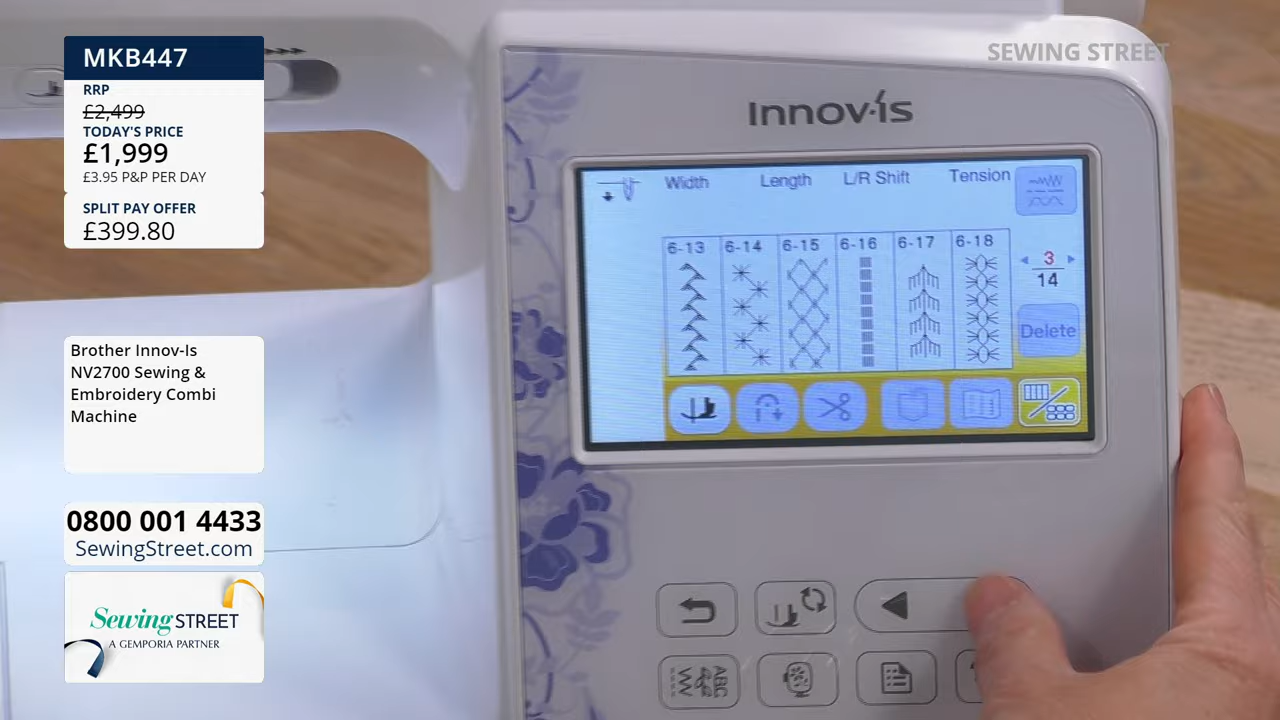 MKB447
RRP
£2,499
TODAY'S PRICE
£1,999
£3.95 P&P PER DAY
SPLIT PAY OFFER
£399.80
Brother Innov-Is
NV2700 Sewing &
Embroidery Combi
Machine
0800 001 4433
SewingStreet.com
Sewing STREET
A GEMPORIA PARTNER
SEWING STREET
INNOV-ÍS
Width Length L/R Shift Tension
6-13 6-14 6-15 6-16 6-17 6-18
3
14
Delete
ABC